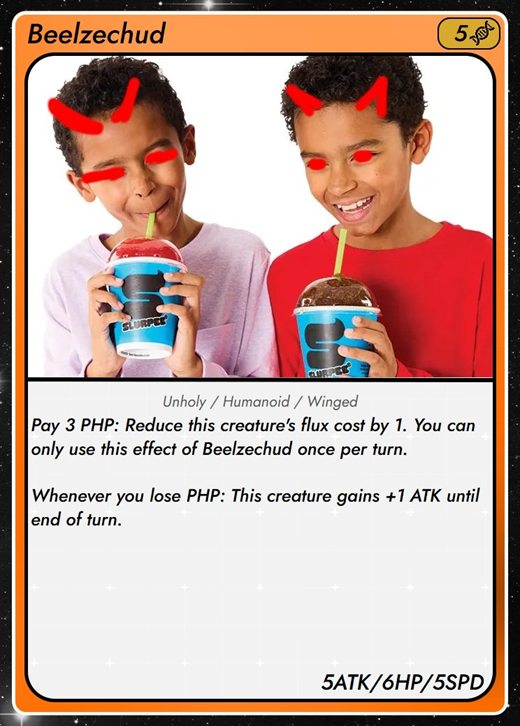 Beelzechud
5
S
SLURPEE
S
SLURPEE
Unholy / Humanoid / Winged
Pay 3 PHP: Reduce this creature's flux cost by 1. You can
only use this effect of Beelzechud once per turn.
Whenever you lose PHP: This creature gains +1 ATK until
end of turn.
5ATK/6HP/5SPD